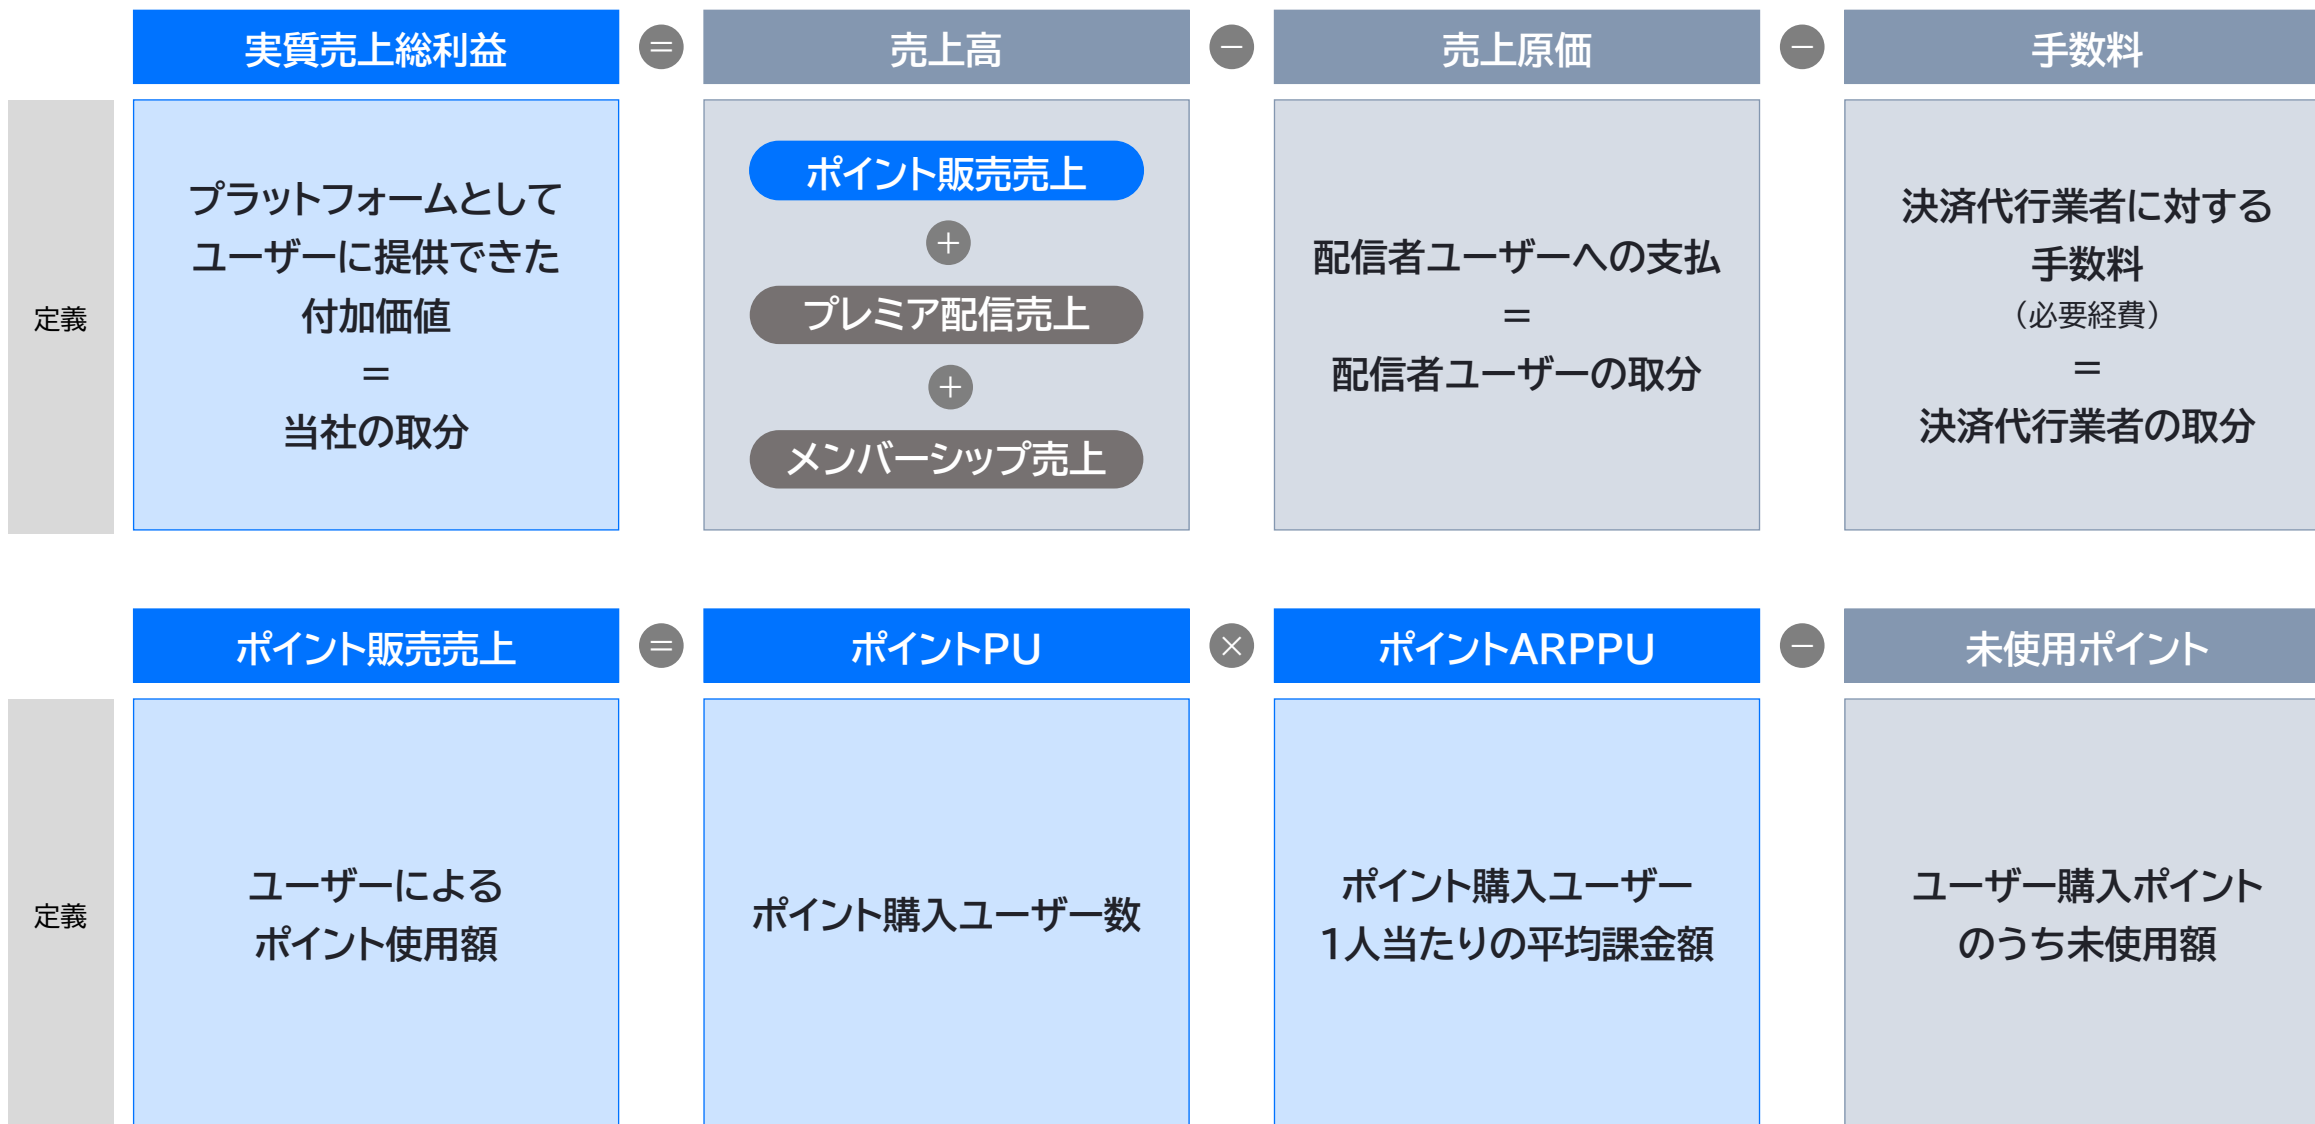 実質売上総利益 = 売上高 − 売上原価 − 手数料
定義
プラットフォームとして
ユーザーに提供できた
付加価値
=
当社の取分
ポイント販売売上
+
プレミア配信売上
+
メンバーシップ売上
配信者ユーザーへの支払
=
配信者ユーザーの取分
決済代行業者に対する
手数料
（必要経費）
=
決済代行業者の取分
ポイント販売売上 = ポイントPU × ポイントARPPU − 未使用ポイント
定義
ユーザーによる
ポイント使用額
ポイント購入ユーザー数
ポイント購入ユーザー
1人当たりの平均課金額
ユーザー購入ポイント
のうち未使用額